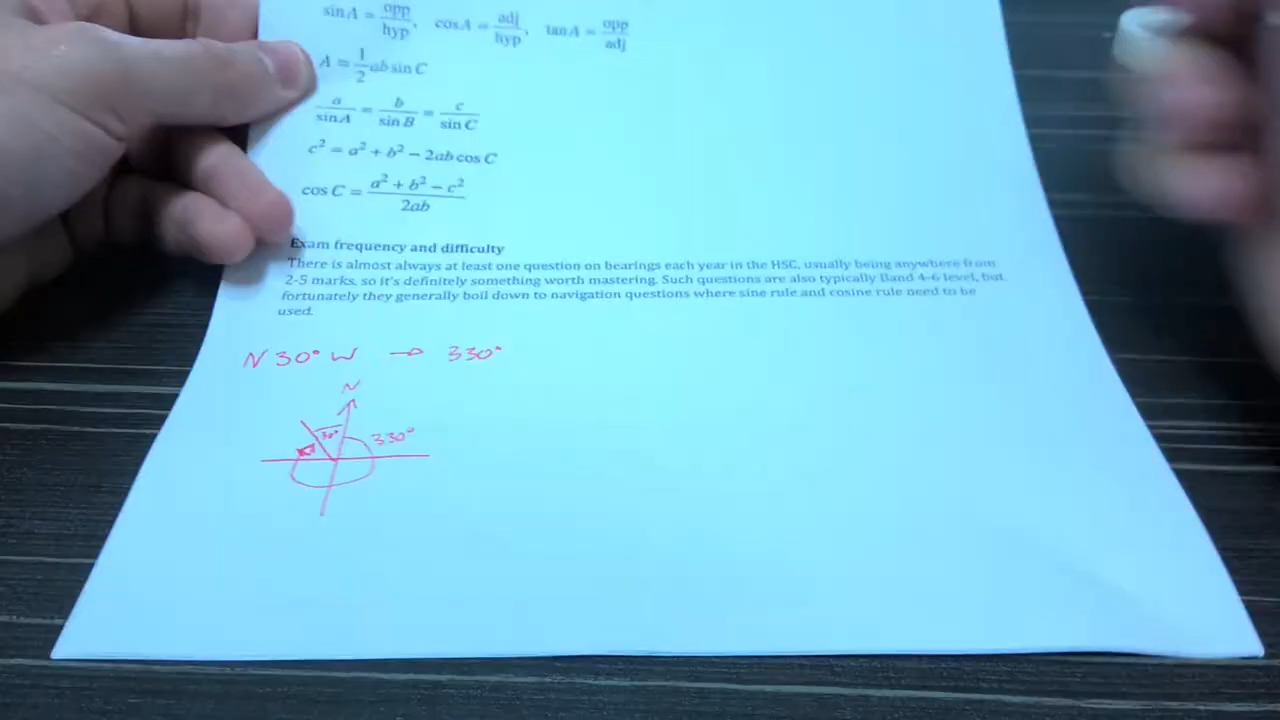 sinA = opp/hyp, cosA = adj/hyp, tanA = opp/adj
A = 1/2 ab sin C
a/sin A = b/sin B = c/sin C
c² = a² + b² − 2ab cos C
cos C = (a² + b² − c²)/2ab
Exam frequency and difficulty
There is almost always at least one question on bearings each year in the HSC, usually being anywhere from
2-5 marks, so it's definitely something worth mastering. Such questions are also typically Band 4-6 level, but
fortunately they generally boil down to navigation questions where sine rule and cosine rule need to be
used.
N 30° W → 330°
N
30°
330°